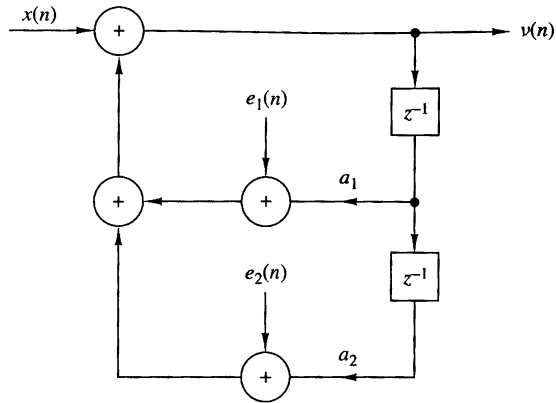 x(n)
+
v(n)
z⁻¹
e₁(n)
+
+
a₁
z⁻¹
e₂(n)
+
a₂